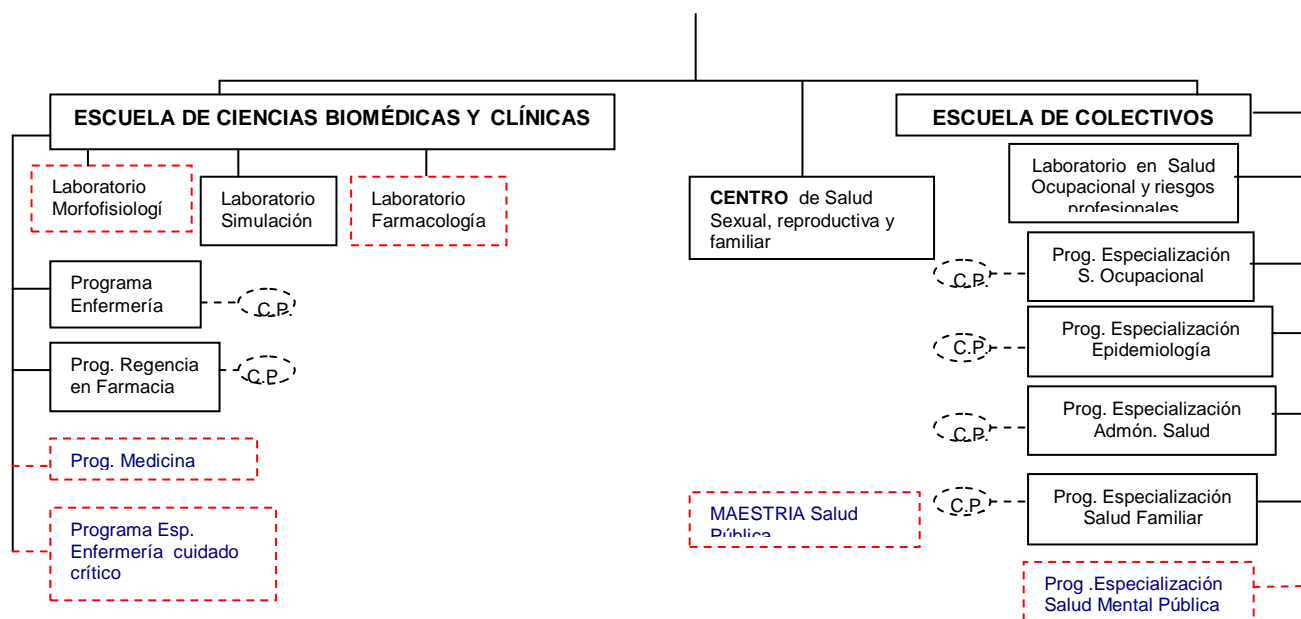 ESCUELA DE CIENCIAS BIOMÉDICAS Y CLÍNICAS
Laboratorio
Morfofisiologí
Laboratorio
Simulación
Laboratorio
Farmacología
Programa
Enfermería
C.P.
Prog. Regencia
en Farmacia
C.P
Prog. Medicina
Programa Esp.
Enfermería cuidado
crítico
CENTRO de Salud
Sexual, reproductiva y
familiar
MAESTRIA Salud
Pública
ESCUELA DE COLECTIVOS
Laboratorio en Salud
Ocupacional y riesgos
profesionales
Prog. Especialización
S. Ocupacional
C.P.
Prog. Especialización
Epidemiología
C.P.
Prog. Especialización
Admón. Salud
C.P.
Prog. Especialización
Salud Familiar
C.P
Prog .Especialización
Salud Mental Pública